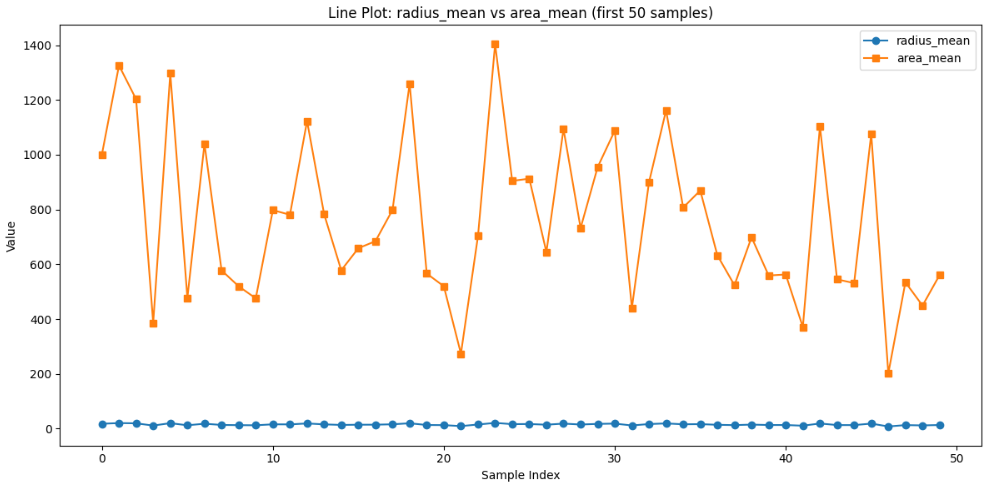 Line Plot: radius_mean vs area_mean (first 50 samples)
radius_mean
area_mean
1400
1200
1000
800
600
400
200
0
Value
0 10 20 30 40 50
Sample Index